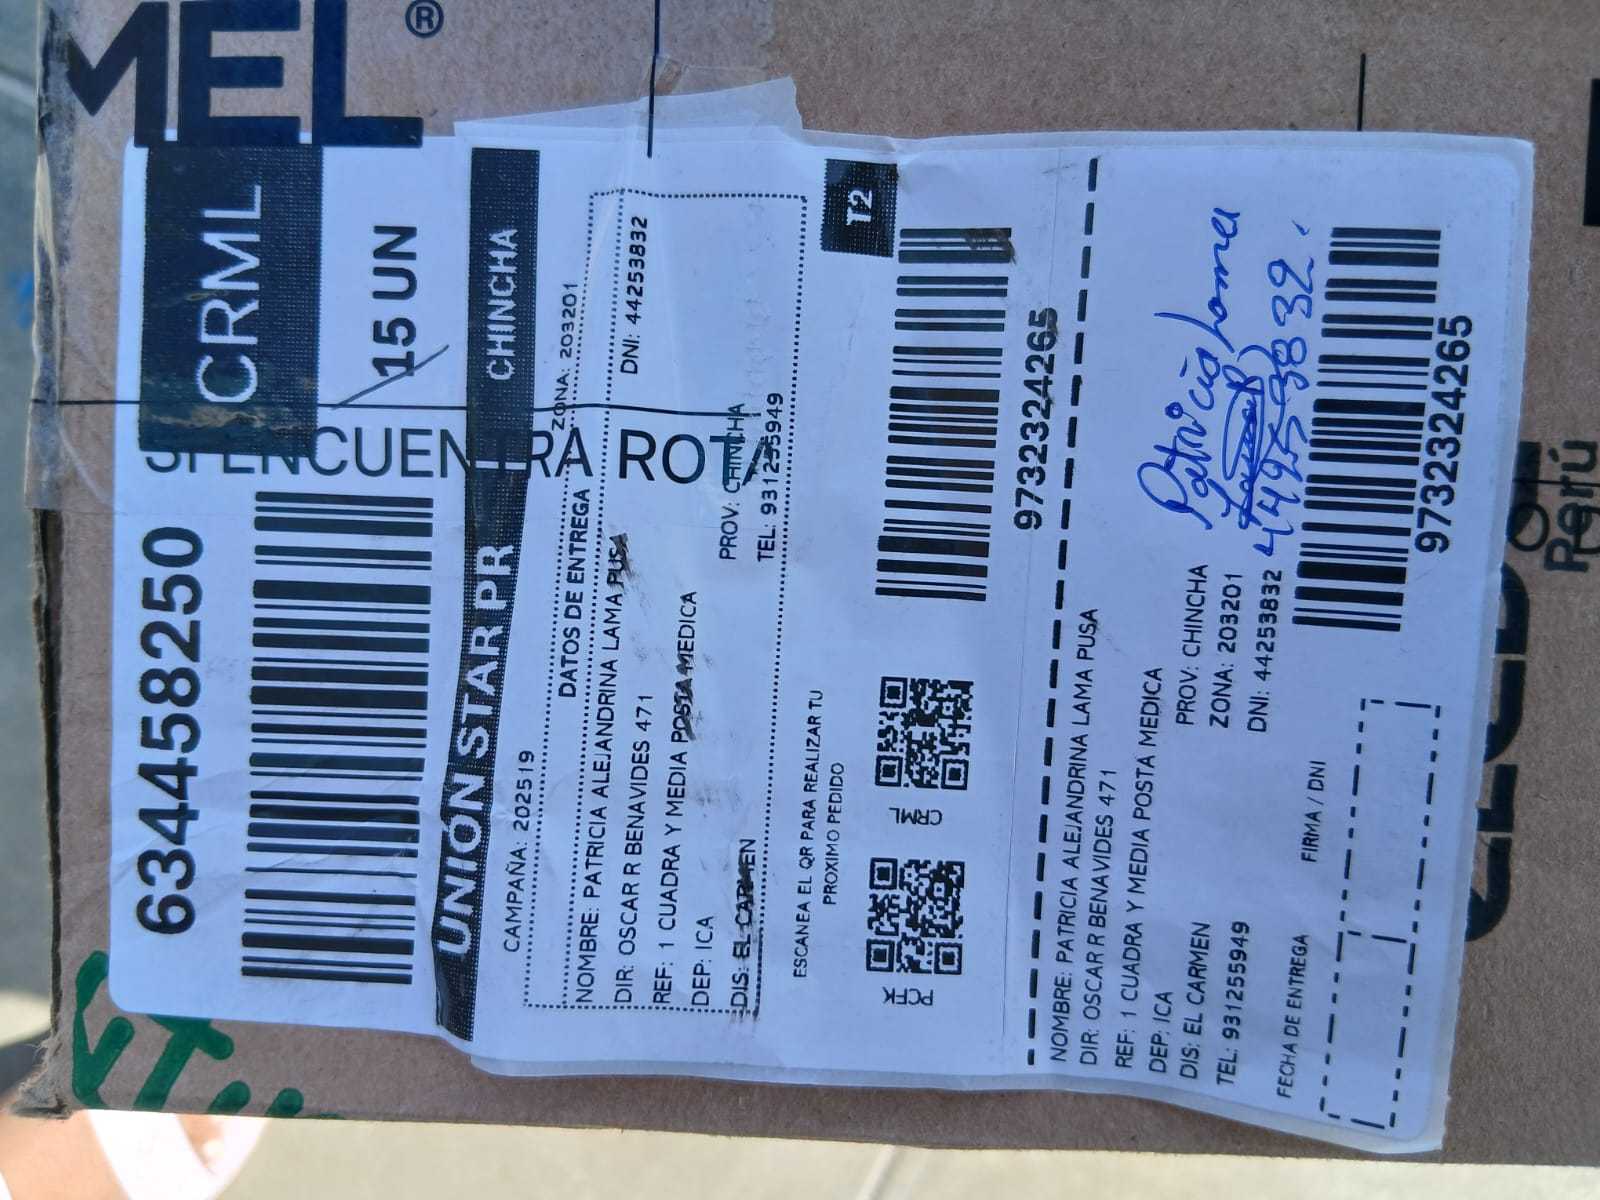 MEL®
CRML
15 UN
6344458250
ENCUENTRA ROTA
UNIÓN STAR PR CHINCHA
CAMPAÑA: 202519 ZONA: 203201
DATOS DE ENTREGA
NOMBRE: PATRICIA ALEJANDRINA LAMA PUSA
DIR: OSCAR R BENAVIDES 471 DNI: 44253832
REF: 1 CUADRA Y MEDIA POSTA MEDICA
DEP: ICA PROV: CHINCHA
DIS: EL CARMEN TEL: 931255949
ESCANEA EL QR PARA REALIZAR TU
PROXIMO PEDIDO
T2
PCTK
CRML
9732324265
NOMBRE: PATRICIA ALEJANDRINA LAMA PUSA
DIR: OSCAR R BENAVIDES 471
REF: 1 CUADRA Y MEDIA POSTA MEDICA
DEP: ICA PROV: CHINCHA
DIS: EL CARMEN ZONA: 203201
TEL: 931255949 DNI: 44253832
Patricia Lama
44253832
FECHA DE ENTREGA FIRMA / DNI
9732324265
Perú